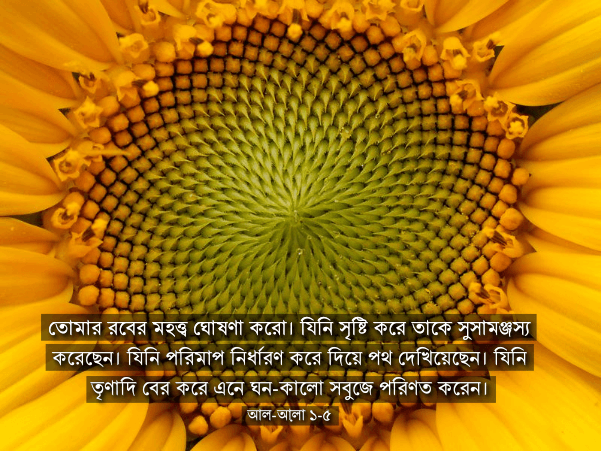 তোমার রবের মহত্ত্ব ঘোষণা করো। যিনি সৃষ্টি করে তাকে সুসামঞ্জস্য
করেছেন। যিনি পরিমাপ নির্ধারণ করে দিয়ে পথ দেখিয়েছেন। যিনি
তৃণাদি বের করে এনে ঘন-কালো সবুজে পরিণত করেন।
আল-আ'লা ১-৫